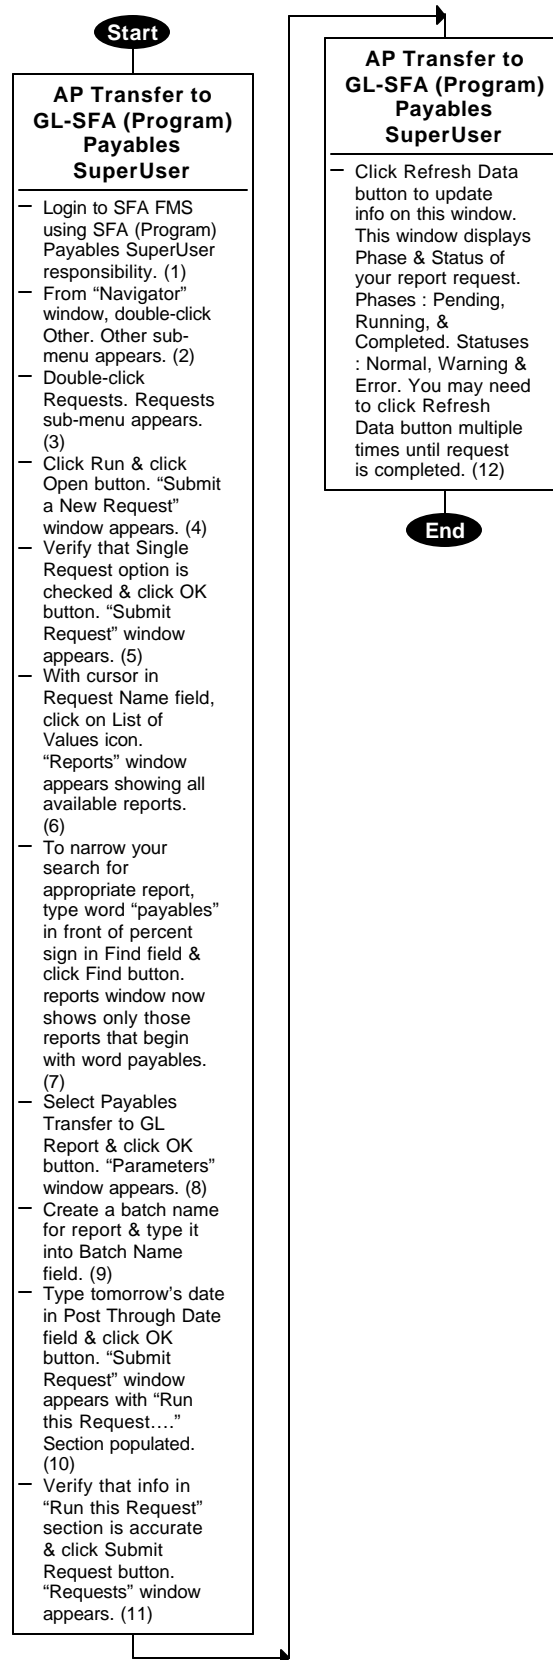 Start
AP Transfer to
GL-SFA (Program)
Payables
SuperUser
– Login to SFA FMS
using SFA (Program)
Payables SuperUser
responsibility. (1)
– From “Navigator”
window, double-click
Other. Other sub-
menu appears. (2)
– Double-click
Requests. Requests
sub-menu appears.
(3)
– Click Run & click
Open button. “Submit
a New Request”
window appears. (4)
– Verify that Single
Request option is
checked & click OK
button. “Submit
Request” window
appears. (5)
– With cursor in
Request Name field,
click on List of
Values icon.
“Reports” window
appears showing all
available reports.
(6)
– To narrow your
search for
appropriate report,
type word “payables”
in front of percent
sign in Find field &
click Find button.
reports window now
shows only those
reports that begin
with word payables.
(7)
– Select Payables
Transfer to GL
Report & click OK
button. “Parameters”
window appears. (8)
– Create a batch name
for report & type it
into Batch Name
field. (9)
– Type tomorrow’s date
in Post Through Date
field & click OK
button. “Submit
Request” window
appears with “Run
this Request….”
Section populated.
(10)
– Verify that info in
“Run this Request”
section is accurate
& click Submit
Request button.
“Requests” window
appears. (11)
AP Transfer to
GL-SFA (Program)
Payables
SuperUser
– Click Refresh Data
button to update
info on this window.
This window displays
Phase & Status of
your report request.
Phases : Pending,
Running, &
Completed. Statuses
: Normal, Warning &
Error. You may need
to click Refresh
Data button multiple
times until request
is completed. (12)
End